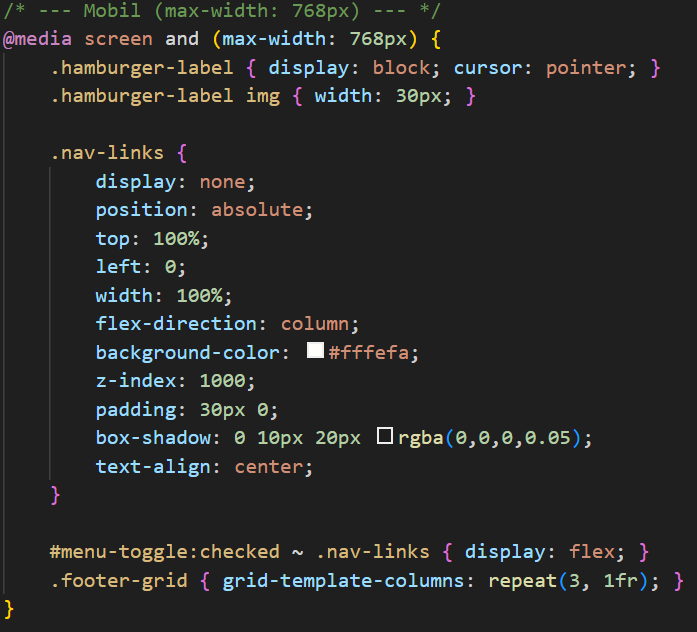 /* --- Mobil (max-width: 768px) --- */
@media screen and (max-width: 768px) {
    .hamburger-label { display: block; cursor: pointer; }
    .hamburger-label img { width: 30px; }
    .nav-links {
        display: none;
        position: absolute;
        top: 100%;
        left: 0;
        width: 100%;
        flex-direction: column;
        background-color: #fffefa;
        z-index: 1000;
        padding: 30px 0;
        box-shadow: 0 10px 20px rgba(0,0,0,0.05);
        text-align: center;
    }
    #menu-toggle:checked ~ .nav-links { display: flex; }
    .footer-grid { grid-template-columns: repeat(3, 1fr); }
}